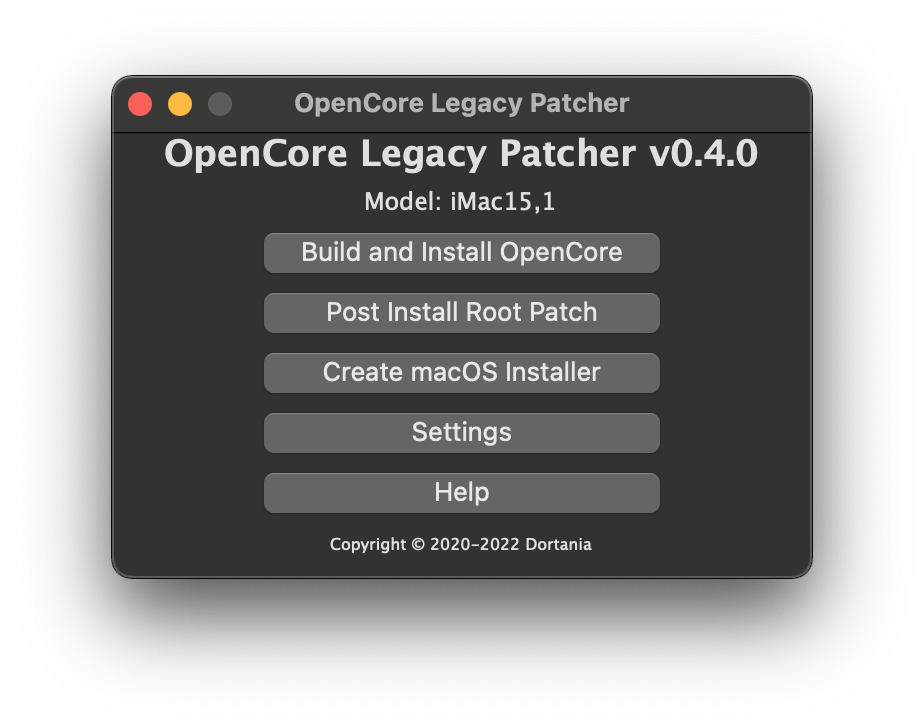 OpenCore Legacy Patcher
OpenCore Legacy Patcher v0.4.0
Model: iMac15,1
Build and Install OpenCore
Post Install Root Patch
Create macOS Installer
Settings
Help
Copyright © 2020-2022 Dortania